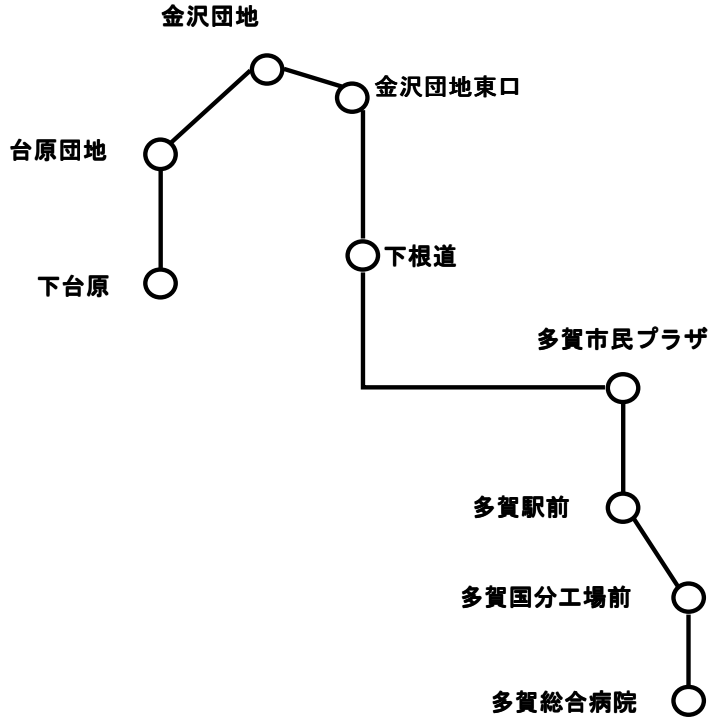 金沢団地
金沢団地東口
台原団地
下根道
下台原
多賀市民プラザ
多賀駅前
多賀国分工場前
多賀総合病院